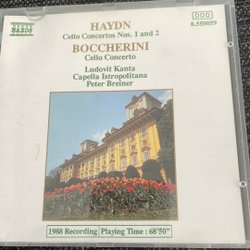 NAXOS
HAYDN
DDD
Cello Concertos Nos. 1 and 2
8.550059
BOCCHERINI
Cello Concerto
Ludovit Kanta
Capella Istropolitana
Peter Breiner
1988 Recording
Playing Time : 68'50"